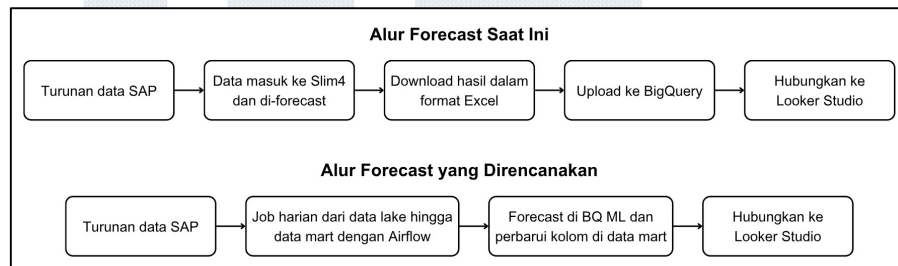 Alur Forecast Saat Ini
Turunan data SAP
Data masuk ke Slim4
dan di-forecast
Download hasil dalam
format Excel
Upload ke BigQuery
Hubungkan ke
Looker Studio
Alur Forecast yang Direncanakan
Turunan data SAP
Job harian dari data lake hingga
data mart dengan Airflow
Forecast di BQ ML dan
perbarui kolom di data mart
Hubungkan ke
Looker Studio